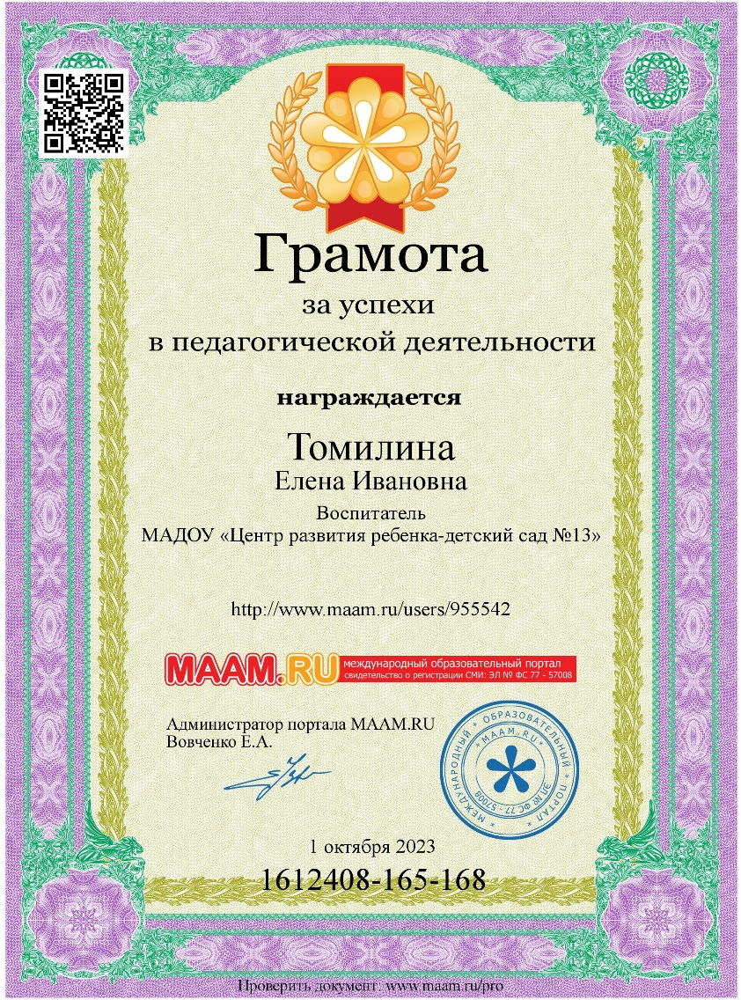 Грамота
за успехи
в педагогической деятельности
награждается
Томилина
Елена Ивановна
Воспитатель
МАДОУ «Центр развития ребенка-детский сад №13»
http://www.maam.ru/users/955542
MAAM.RU международный образовательный портал
свидетельство о регистрации СМИ: ЭЛ № ФС 77 - 57008
Администратор портала MAAM.RU
Вовченко Е.А.
* МЕЖДУНАРОДНЫЙ * ОБРАЗОВАТЕЛЬНЫЙ * ПОРТАЛ *
* MAAM.RU *
ЭЛ № ФС 77 - 57008
1 октября 2023
1612408-165-168
Проверить документ: www.maam.ru/pro